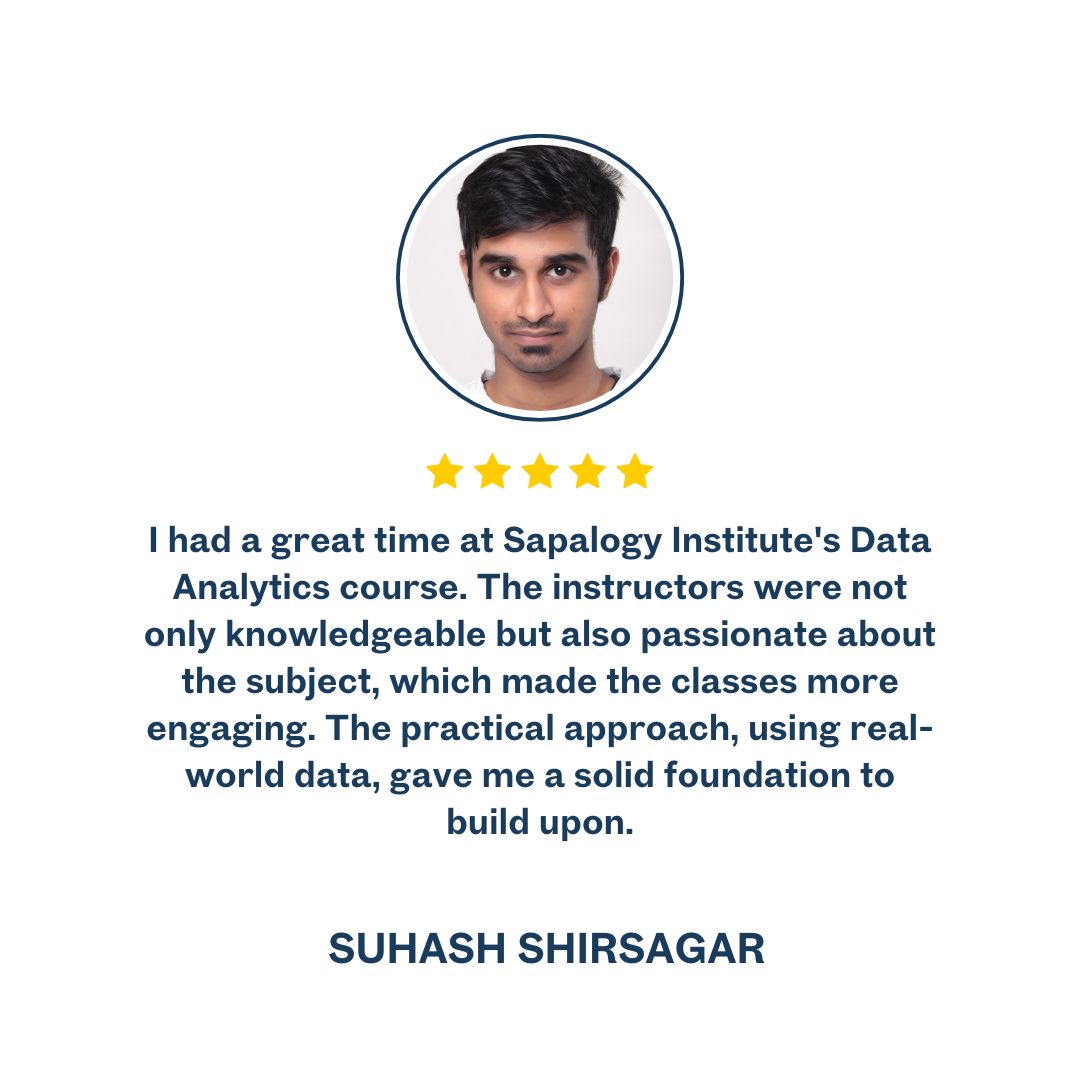 I had a great time at Sapalogy Institute's Data
Analytics course. The instructors were not
only knowledgeable but also passionate about
the subject, which made the classes more
engaging. The practical approach, using real-
world data, gave me a solid foundation to
build upon.
SUHASH SHIRSAGAR